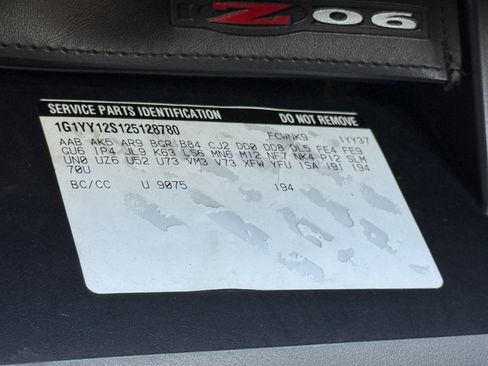 Z06
SERVICE PARTS IDENTIFICATION DO NOT REMOVE
1G1YY12S125128780 FCWNK9 1YY37
AAB AK5 AR9 BGR B84 CJ2 DD0 DD8 DL5 FE4 FE9
GU6 IP4 JL9 K63 LS6 MN6 M12 NF7 NK4 P12 SLM
UN0 UZ6 U52 U73 VM3 V73 XFW YFU 1SA 19I 194
70U
BC/CC U 9075 194